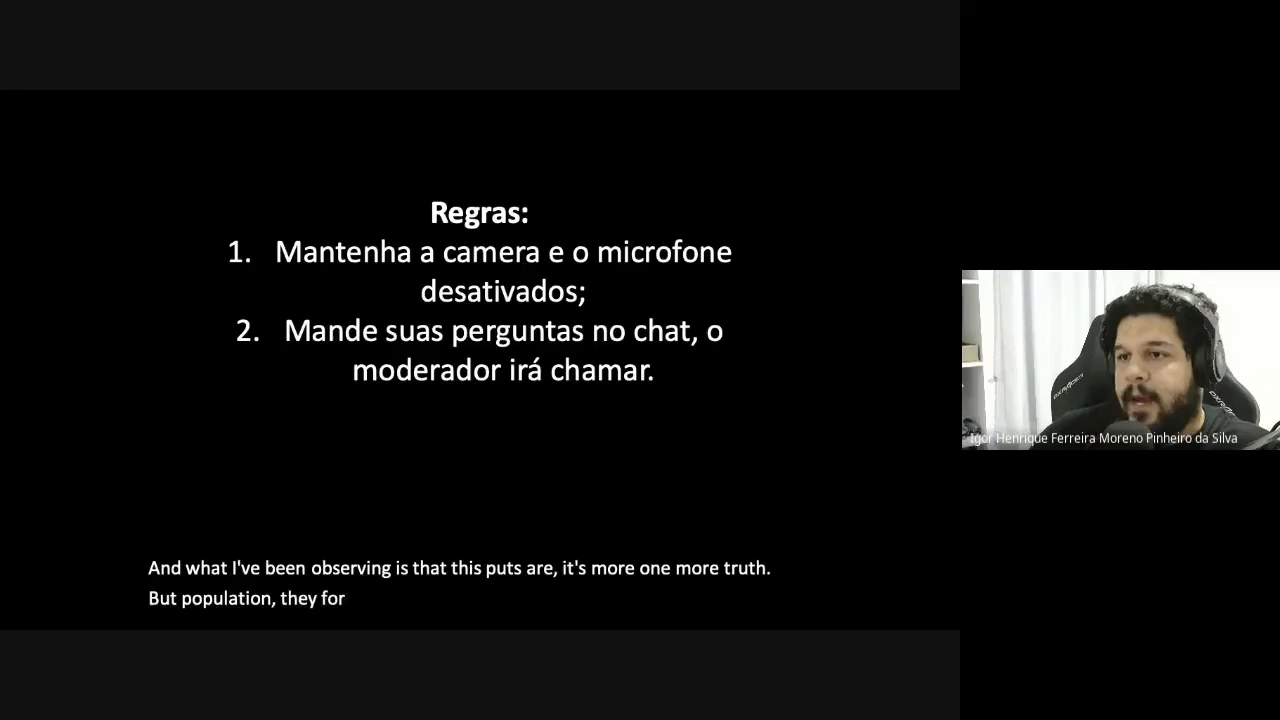 Regras:
1. Mantenha a camera e o microfone
desativados;
2. Mande suas perguntas no chat, o
moderador irá chamar.
And what I've been observing is that this puts are, it's more one more truth.
But population, they for
DXRACER
Igor Henrique Ferreira Moreno Pinheiro da Silva